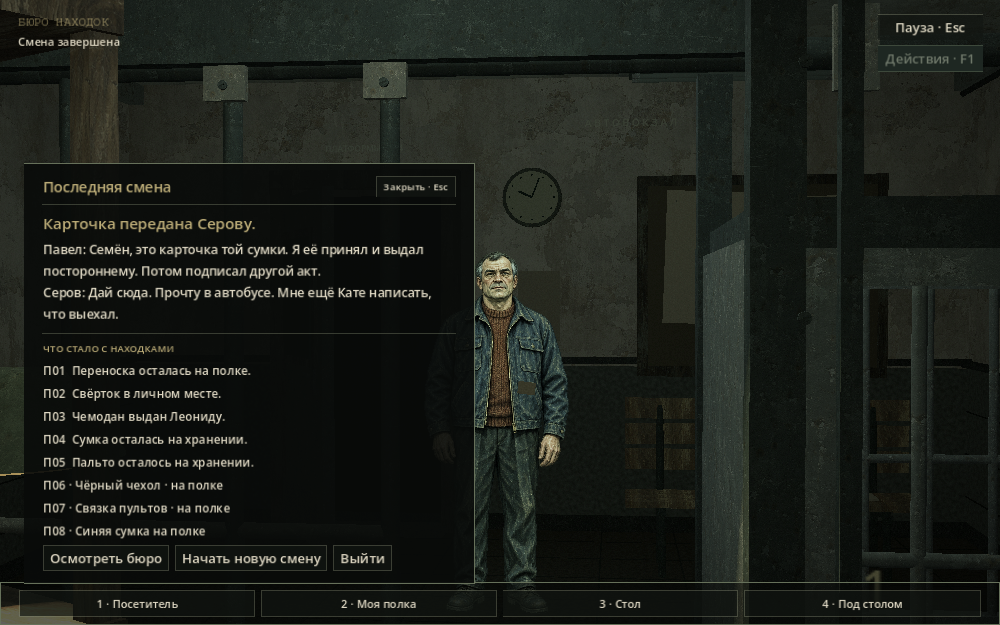 БЮРО НАХОДОК
Смена завершена
Пауза · Esc
Действия · F1
АВТОВОКЗАЛ
Последняя смена
Закрыть · Esc
Карточка передана Серову.
Павел: Семён, это карточка той сумки. Я её принял и выдал
постороннему. Потом подписал другой акт.
Серов: Дай сюда. Прочту в автобусе. Мне ещё Кате написать,
что выехал.
ЧТО СТАЛО С НАХОДКАМИ
П01 Переноска осталась на полке.
П02 Свёрток в личном месте.
П03 Чемодан выдан Леониду.
П04 Сумка осталась на хранении.
П05 Пальто осталось на хранении.
П06 · Чёрный чехол · на полке
П07 · Связка пультов · на полке
П08 · Синяя сумка на полке
Осмотреть бюро
Начать новую смену
Выйти
1 · Посетитель
2 · Моя полка
3 · Стол
4 · Под столом